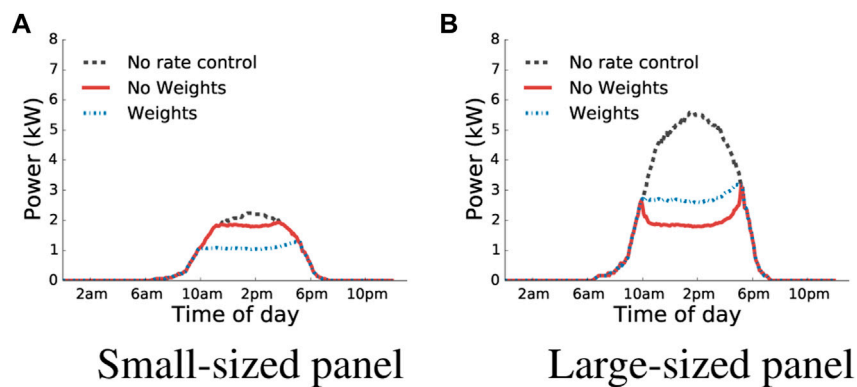 A
8
7
6
5
4
3
2
1
0
Power (kW)
No rate control
No Weights
Weights
2am 6am 10am 2pm 6pm 10pm
Time of day
Small-sized panel
B
8
7
6
5
4
3
2
1
0
Power (kW)
No rate control
No Weights
Weights
2am 6am 10am 2pm 6pm 10pm
Time of day
Large-sized panel